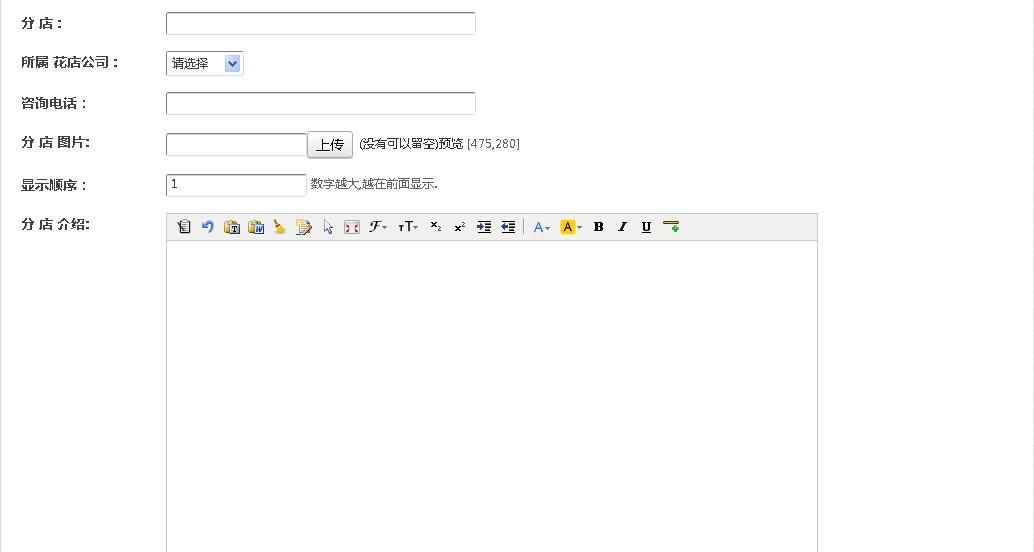 分 店：
所属 花店公司： 请选择
咨询电话：
分 店 图片: 上传 (没有可以留空)预览 [475,280]
显示顺序： 1 数字越大,越在前面显示.
分 店 介绍: